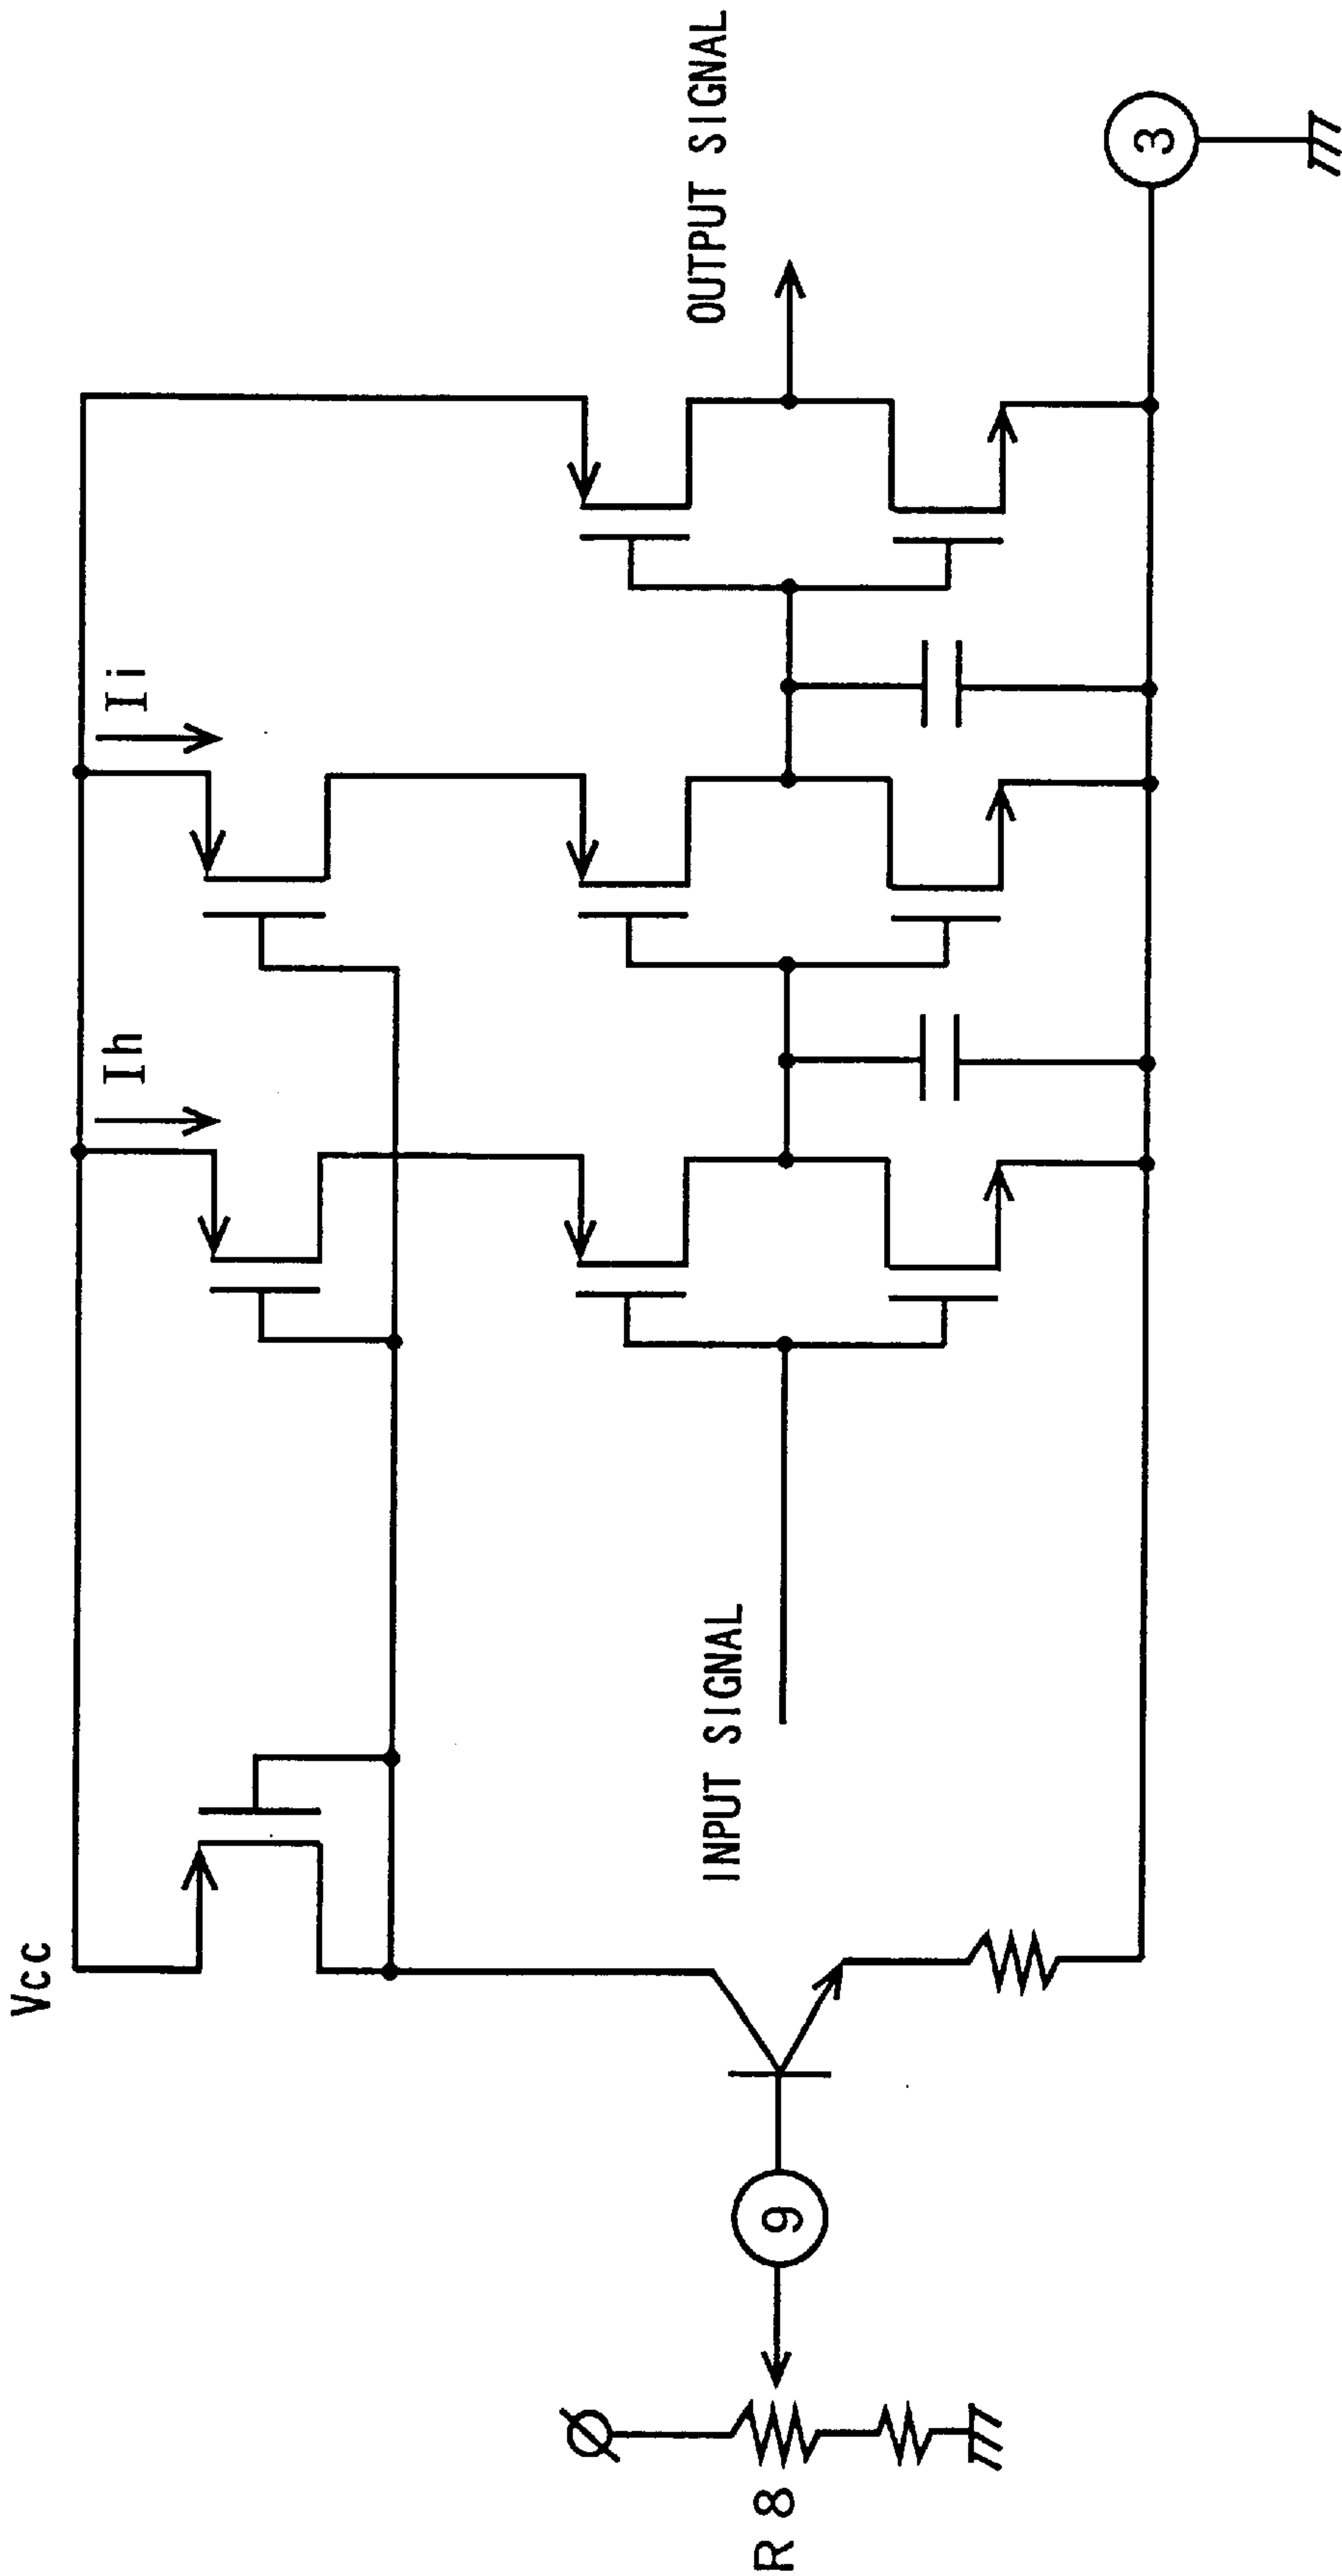 Vcc
Ih
Ii
INPUT SIGNAL
OUTPUT SIGNAL
R8
9
3